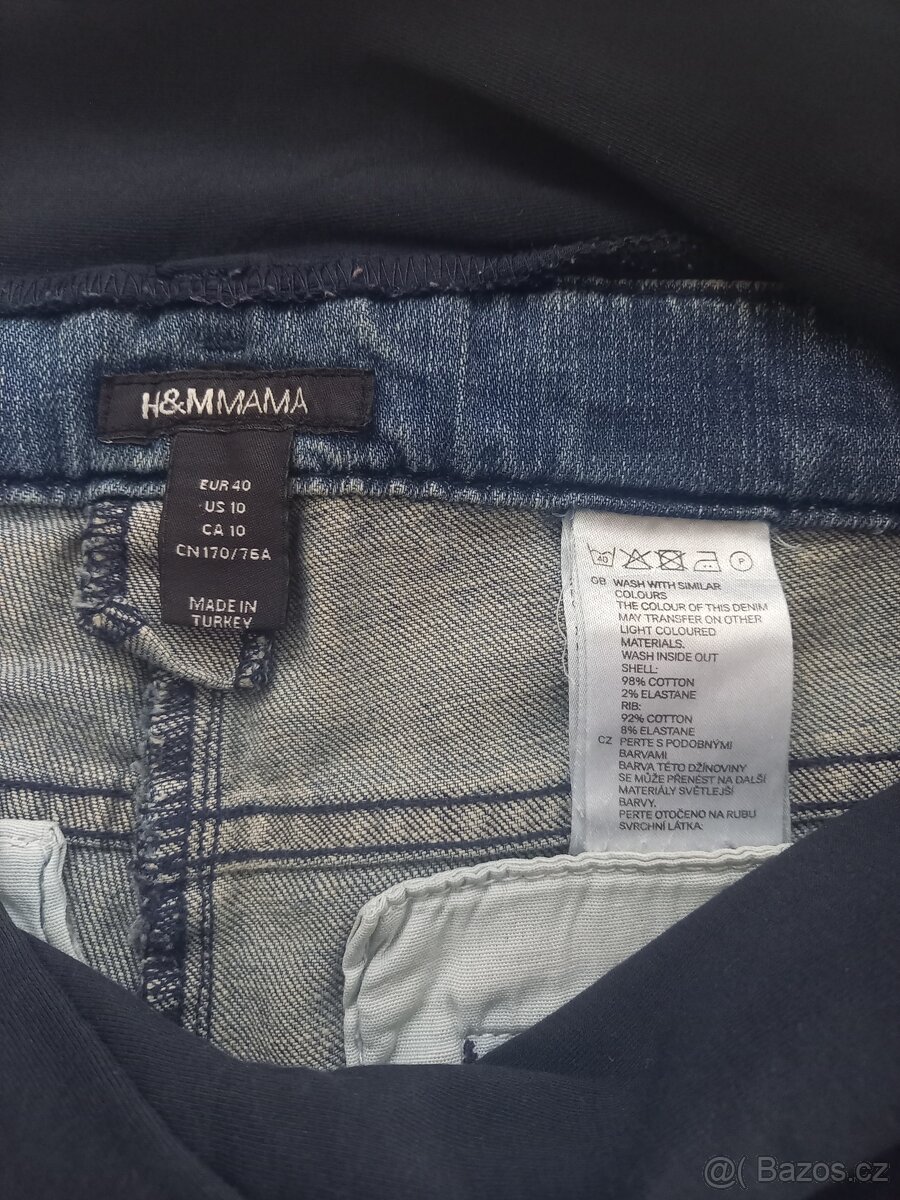 H&MMAMA
EUR 40
US 10
CA 10
CN170/76A
MADE IN
TURKEY
40
P
GB WASH WITH SIMILAR
COLOURS
THE COLOUR OF THIS DENIM
MAY TRANSFER ON OTHER
LIGHT COLOURED
MATERIALS.
WASH INSIDE OUT
SHELL:
98% COTTON
2% ELASTANE
RIB:
92% COTTON
8% ELASTANE
CZ PERTE S PODOBNÝMI
BARVAMI
BARVA TÉTO DŽÍNOVINY
SE MŮŽE PŘENÉST NA DALŠÍ
MATERIÁLY SVĚTLEJŠÍ
BARVY.
PERTE OTOČENO NA RUBU
SVRCHNÍ LÁTKA:
@( Bazos.cz